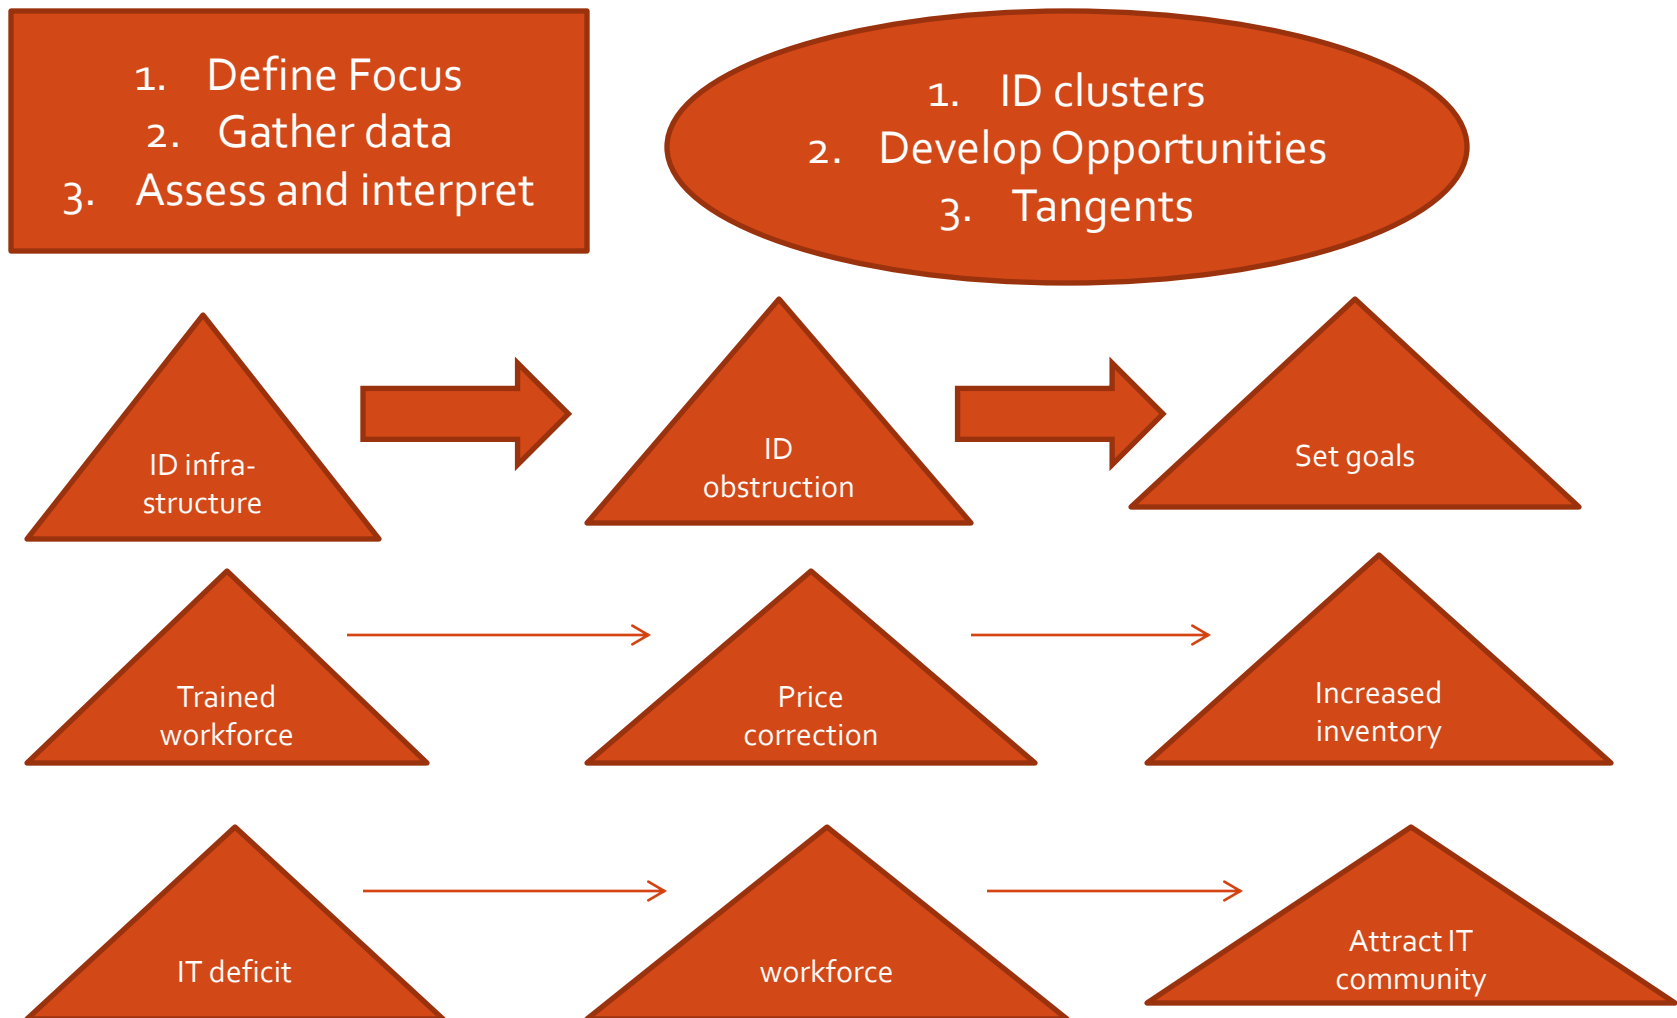 1. Define Focus
2. Gather data
3. Assess and interpret
1. ID clusters
2. Develop Opportunities
3. Tangents
ID infra-
structure
ID
obstruction
Set goals
Trained
workforce
Price
correction
Increased
inventory
IT deficit
workforce
Attract IT
community